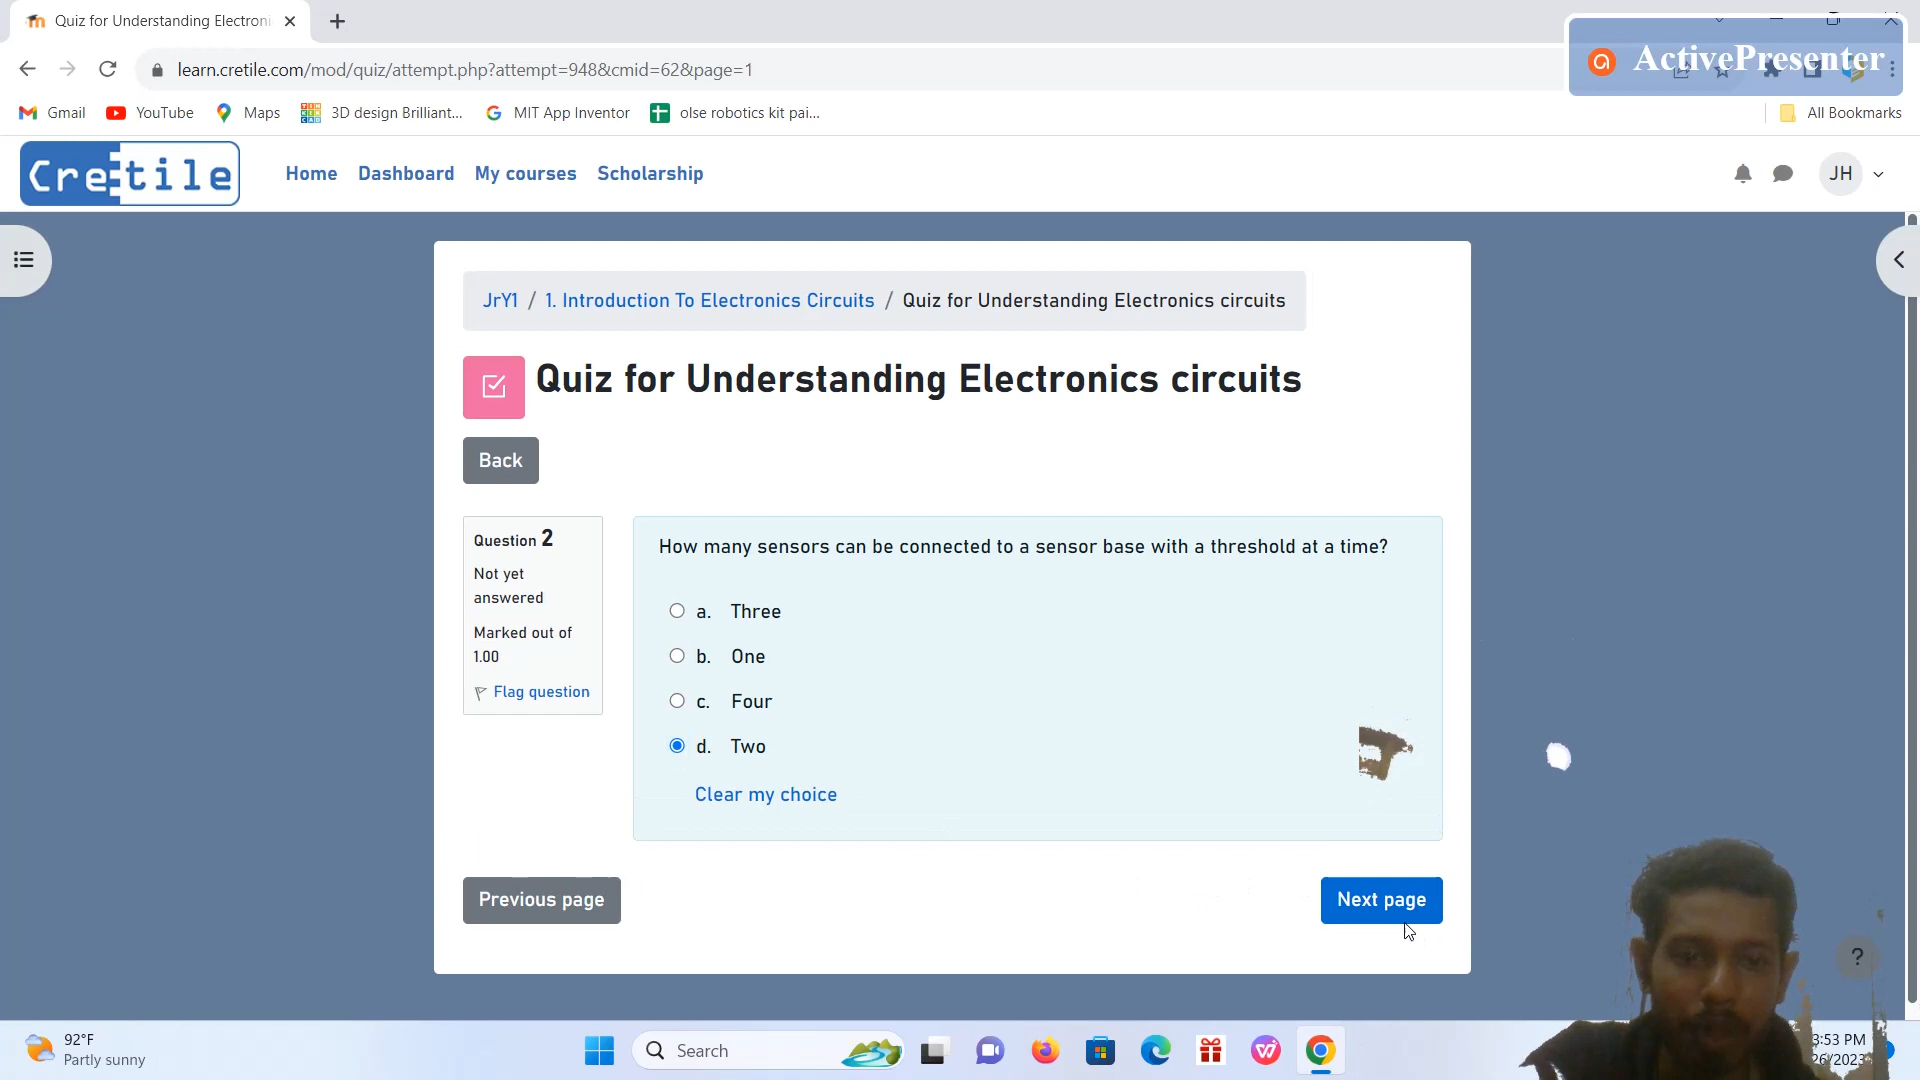 Quiz for Understanding Electroni
learn.cretile.com/mod/quiz/attempt.php?attempt=948&cmid=62&page=1
ActivePresenter
Gmail
YouTube
Maps
3D design Brilliant...
MIT App Inventor
olse robotics kit pai...
All Bookmarks
Cretile
Home
Dashboard
My courses
Scholarship
JH
JrY1 / 1. Introduction To Electronics Circuits / Quiz for Understanding Electronics circuits
Quiz for Understanding Electronics circuits
Back
Question 2
Not yet
answered
Marked out of
1.00
Flag question
How many sensors can be connected to a sensor base with a threshold at a time?
a. Three
b. One
c. Four
d. Two
Clear my choice
Previous page
Next page
?
92°F
Partly sunny
Search
3:53 PM
26/2023